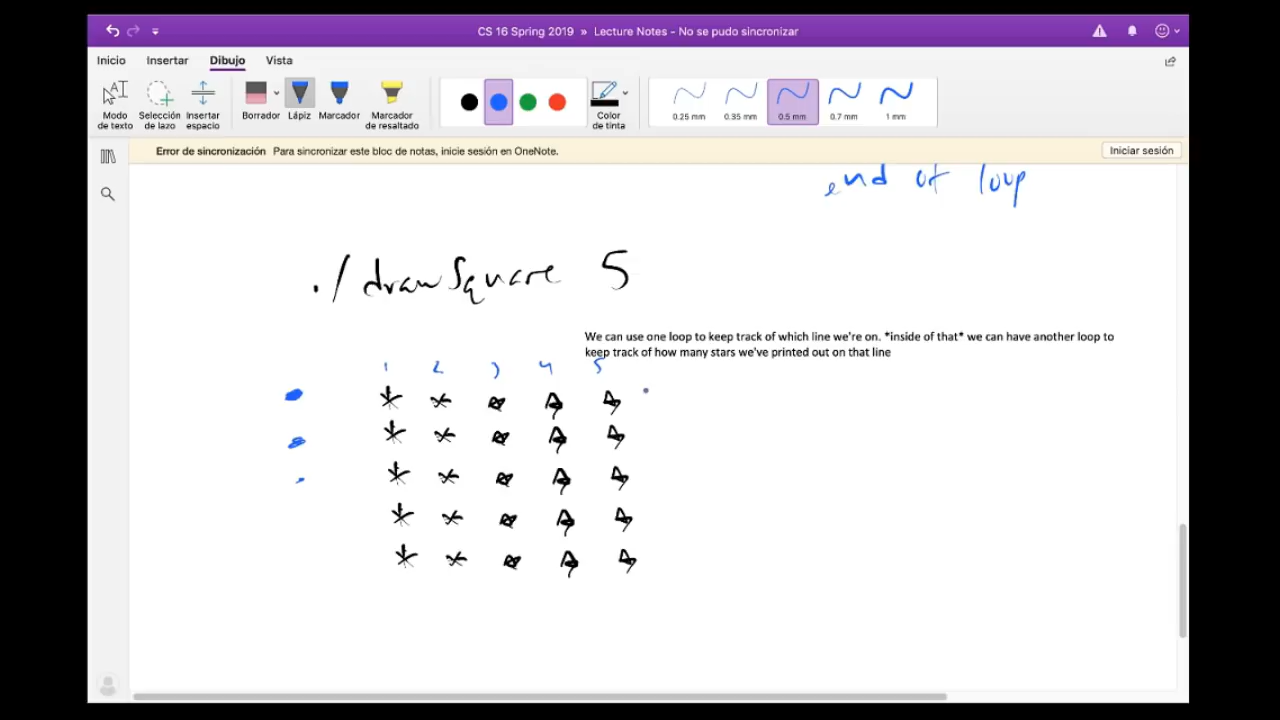 CS 16 Spring 2019 » Lecture Notes - No se pudo sincronizar
Inicio Insertar Dibujo Vista
Modo de texto
Selección de lazo
Insertar espacio
Borrador
Lápiz
Marcador
Marcador de resaltado
Color de tinta
0.25 mm 0.35 mm 0.5 mm 0.7 mm 1 mm
Error de sincronización Para sincronizar este bloc de notas, inicie sesión en OneNote. Iniciar sesión
end of loop
./drawSquare 5
We can use one loop to keep track of which line we're on. *inside of that* we can have another loop to
keep track of how many stars we've printed out on that line
1 2 3 4 5
* * * * *
* * * * *
* * * * *
* * * * *
* * * * *